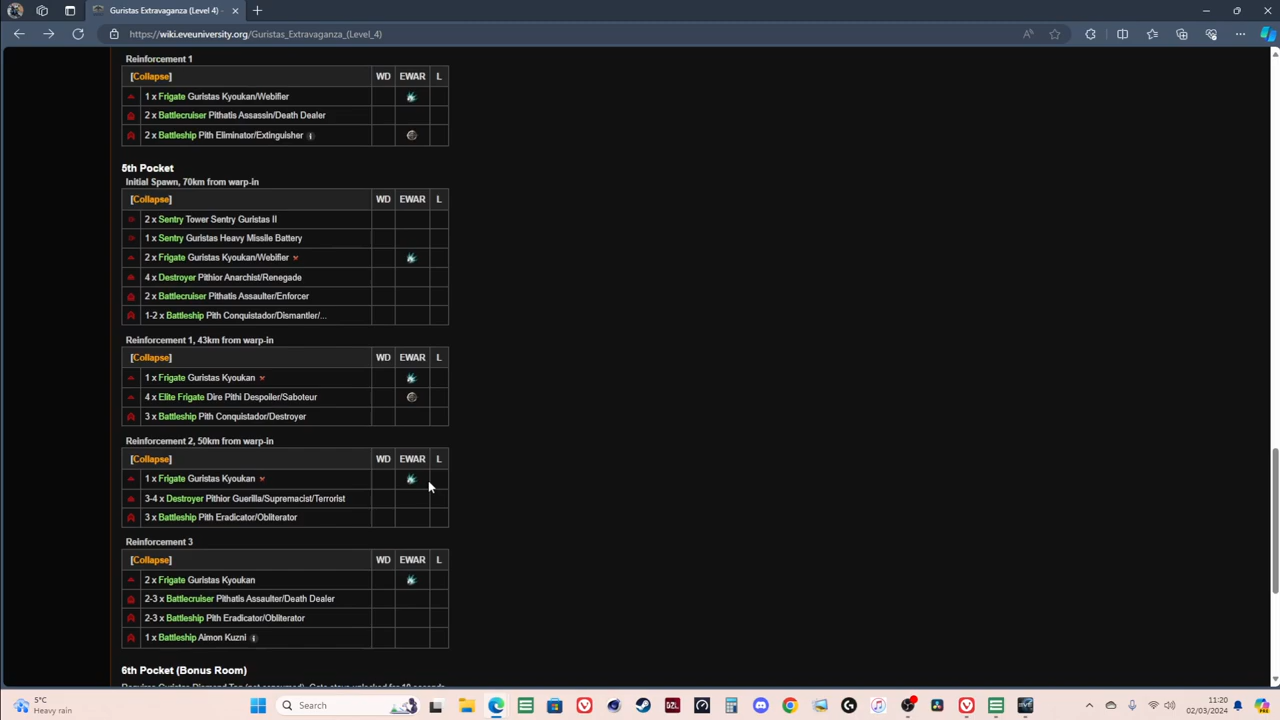 Guristas Extravaganza (Level 4) -
https://wiki.eveuniversity.org/Guristas_Extravaganza_(Level_4)
Reinforcement 1
[Collapse] WD EWAR L
1 x Frigate Guristas Kyoukan/Webifier
2 x Battlecruiser Pithatis Assassin/Death Dealer
2 x Battleship Pith Eliminator/Extinguisher
5th Pocket
Initial Spawn, 70km from warp-in
[Collapse] WD EWAR L
2 x Sentry Tower Sentry Guristas II
1 x Sentry Guristas Heavy Missile Battery
2 x Frigate Guristas Kyoukan/Webifier
4 x Destroyer Pithior Anarchist/Renegade
2 x Battlecruiser Pithatis Assaulter/Enforcer
1-2 x Battleship Pith Conquistador/Dismantler/...
Reinforcement 1, 43km from warp-in
[Collapse] WD EWAR L
1 x Frigate Guristas Kyoukan
4 x Elite Frigate Dire Pithi Despoiler/Saboteur
3 x Battleship Pith Conquistador/Destroyer
Reinforcement 2, 50km from warp-in
[Collapse] WD EWAR L
1 x Frigate Guristas Kyoukan
3-4 x Destroyer Pithior Guerilla/Supremacist/Terrorist
3 x Battleship Pith Eradicator/Obliterator
Reinforcement 3
[Collapse] WD EWAR L
2 x Frigate Guristas Kyoukan
2-3 x Battlecruiser Pithatis Assaulter/Death Dealer
2-3 x Battleship Pith Eradicator/Obliterator
1 x Battleship Aimon Kuzni
6th Pocket (Bonus Room)
5°C
Heavy rain
Search
11:20
02/03/2024